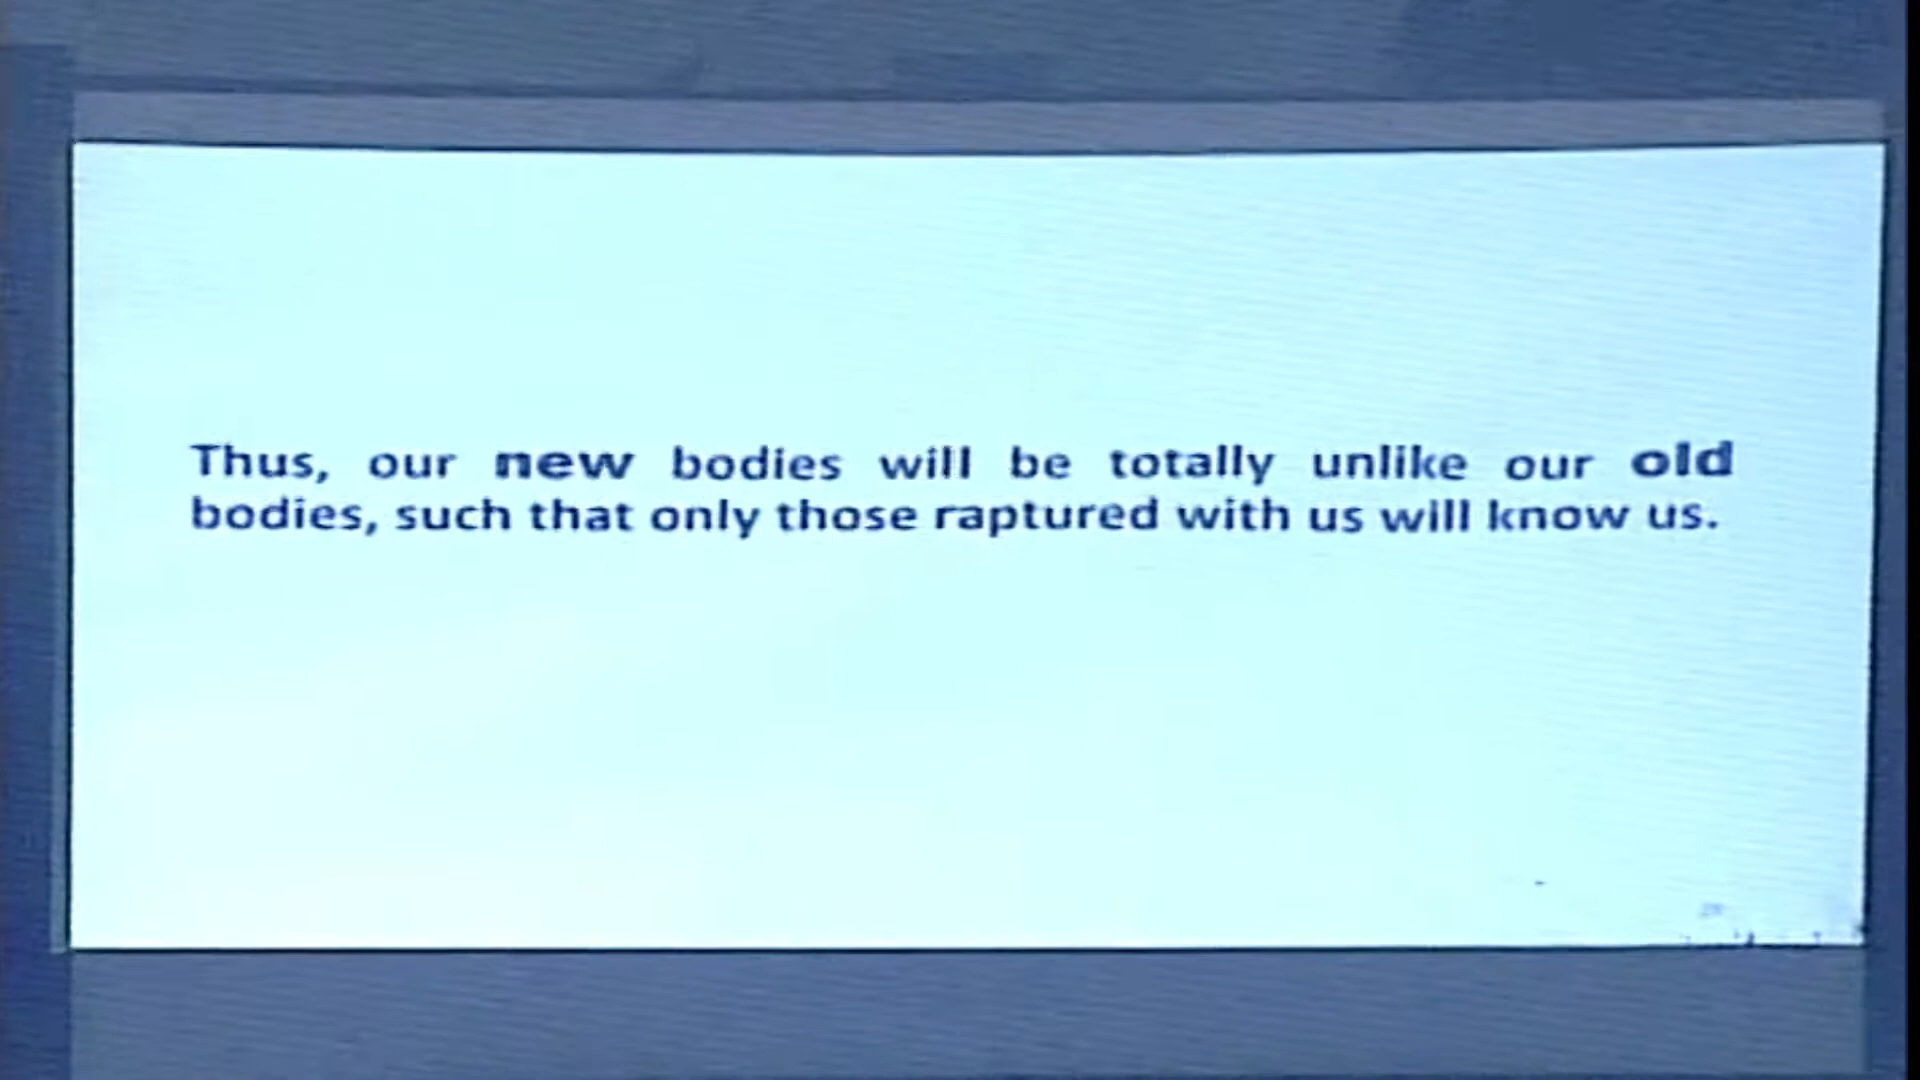 Thus, our new bodies will be totally unlike our old
bodies, such that only those raptured with us will know us.